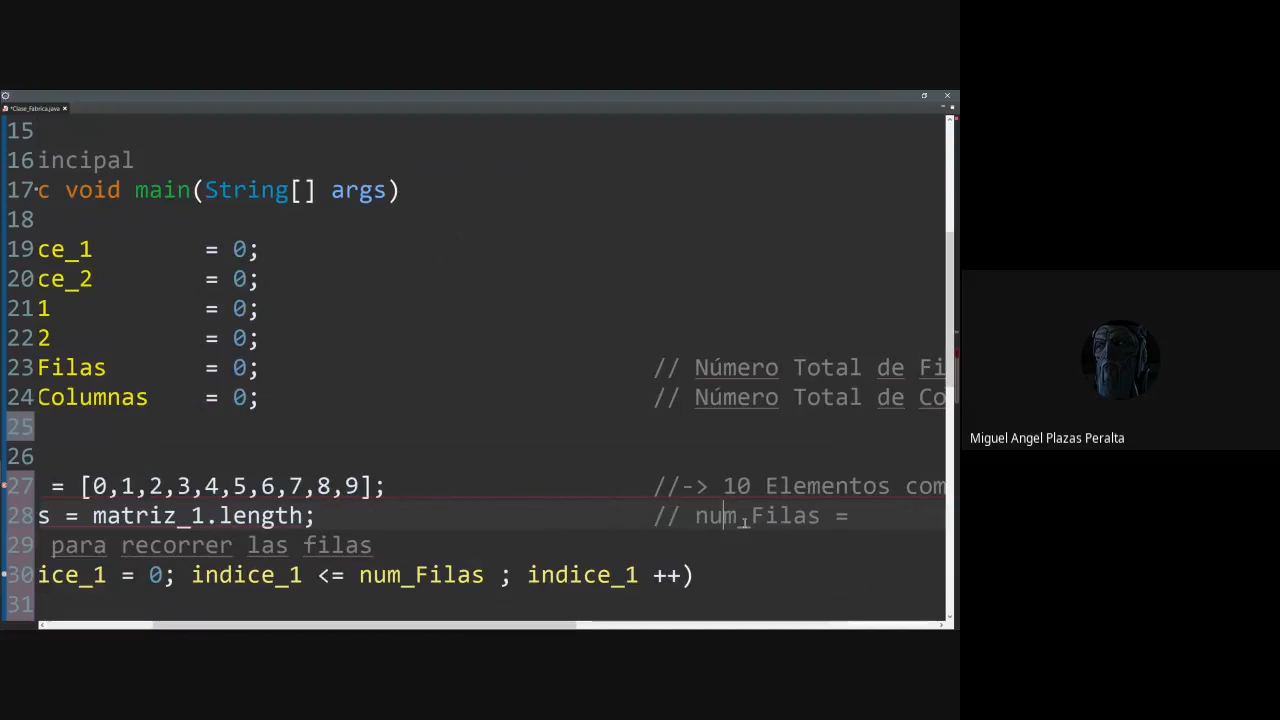 *Clase_Fabrica.java
15
16 incipal
17 c void main(String[] args)
18
19 ce_1 = 0;
20 ce_2 = 0;
21 1 = 0;
22 2 = 0;
23 Filas = 0; // Número Total de Fi
24 Columnas = 0; // Número Total de Co
25
26
27 = [0,1,2,3,4,5,6,7,8,9]; //-> 10 Elementos com
28 s = matriz_1.length; // num_Filas =
29 para recorrer las filas
30 ice_1 = 0; indice_1 <= num_Filas ; indice_1 ++)
31
Miguel Angel Plazas Peralta